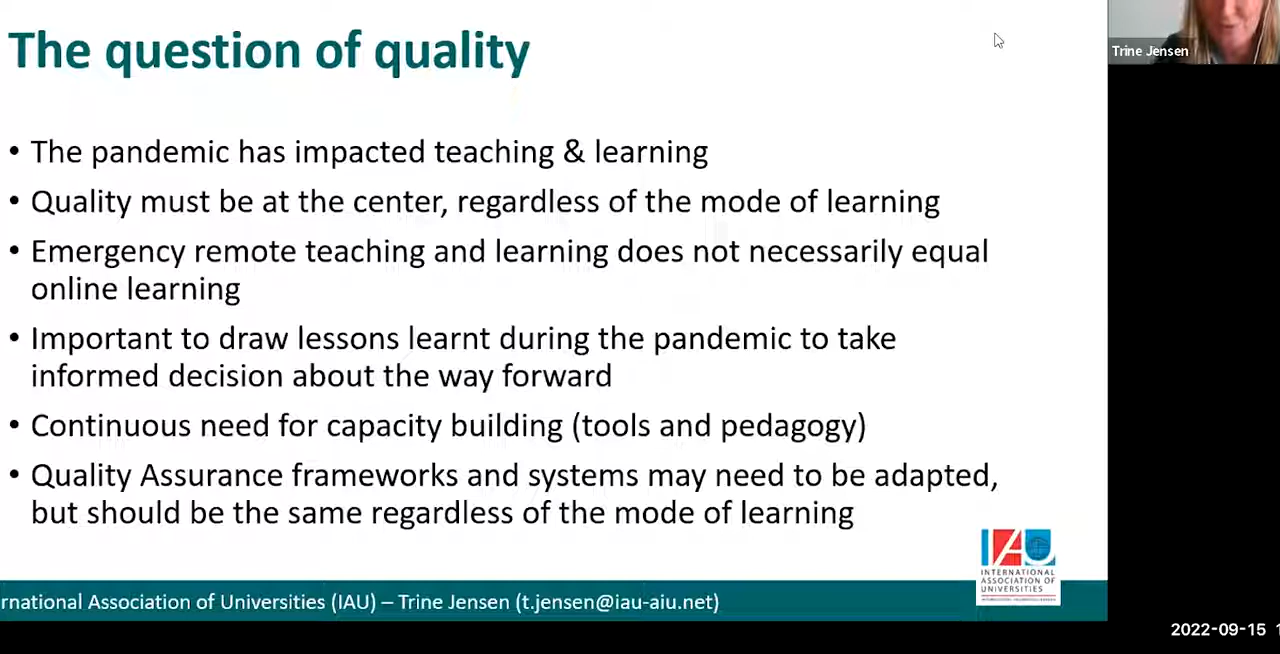 The question of quality
Trine Jensen
• The pandemic has impacted teaching & learning
• Quality must be at the center, regardless of the mode of learning
• Emergency remote teaching and learning does not necessarily equal
online learning
• Important to draw lessons learnt during the pandemic to take
informed decision about the way forward
• Continuous need for capacity building (tools and pedagogy)
• Quality Assurance frameworks and systems may need to be adapted,
but should be the same regardless of the mode of learning
IAU
INTERNATIONAL
ASSOCIATION OF
UNIVERSITIES
rnational Association of Universities (IAU) – Trine Jensen (t.jensen@iau-aiu.net)
2022-09-15 1